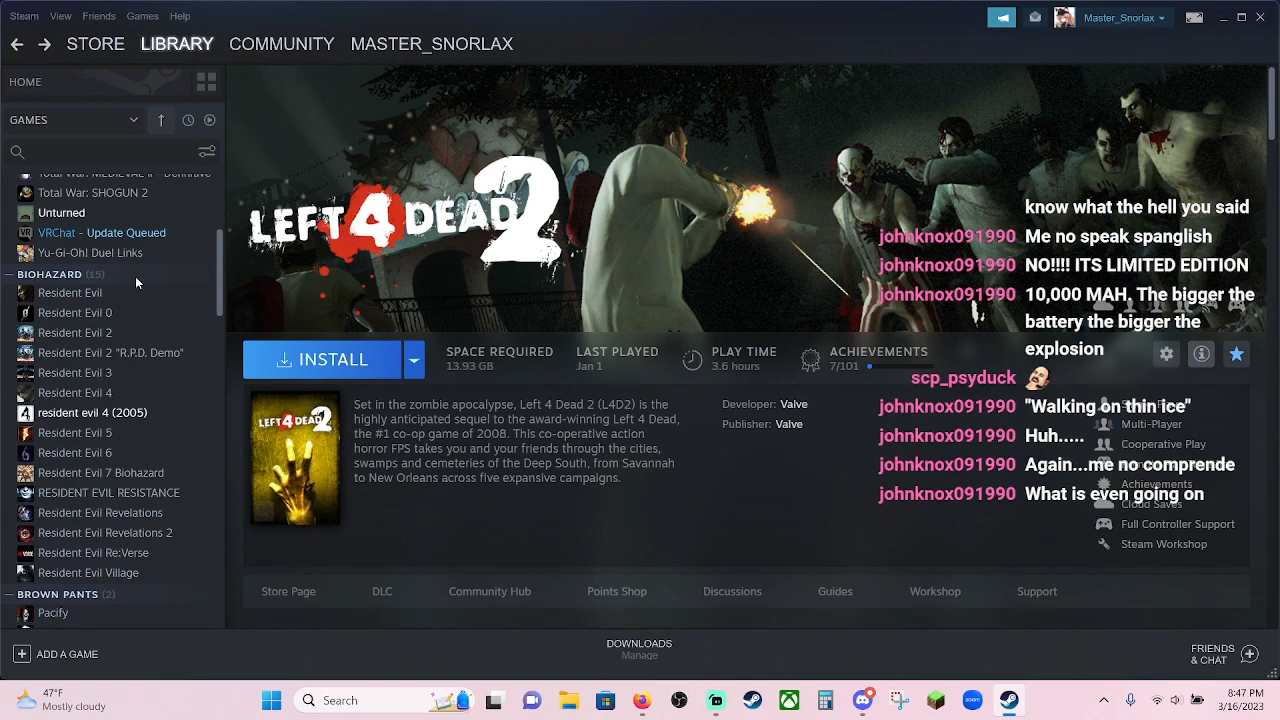 Steam View Friends Games Help
Master_Snorlax
STORE LIBRARY COMMUNITY MASTER_SNORLAX
HOME
GAMES
Total War: MEDIEVAL II - Definitive
Total War: SHOGUN 2
Unturned
VR VRChat - Update Queued
Yu-Gi-Oh! Duel Links
BIOHAZARD (15)
Resident Evil
Resident Evil 0
Resident Evil 2
Resident Evil 2 "R.P.D. Demo"
Resident Evil 3
Resident Evil 4
resident evil 4 (2005)
Resident Evil 5
Resident Evil 6
Resident Evil 7 Biohazard
RESIDENT EVIL RESISTANCE
Resident Evil Revelations
Resident Evil Revelations 2
Resident Evil Re:Verse
Resident Evil Village
BROWN PANTS (2)
Pacify
LEFT 4 DEAD 2
know what the hell you said
johnknox091990 Me no speak spanglish
johnknox091990 NO!!!! ITS LIMITED EDITION
johnknox091990 10,000 MAH. The bigger the
battery the bigger the
explosion
scp_psyduck
johnknox091990 "Walking on thin ice"
johnknox091990 Huh.....
johnknox091990 Again...me no comprende
johnknox091990 What is even going on
INSTALL
SPACE REQUIRED
13.93 GB
LAST PLAYED
Jan 1
PLAY TIME
3.6 hours
ACHIEVEMENTS
7/101
LEFT 4 DEAD 2
Set in the zombie apocalypse, Left 4 Dead 2 (L4D2) is the
highly anticipated sequel to the award-winning Left 4 Dead,
the #1 co-op game of 2008. This co-operative action
horror FPS takes you and your friends through the cities,
swamps and cemeteries of the Deep South, from Savannah
to New Orleans across five expansive campaigns.
Developer: Valve
Publisher: Valve
Multi-Player
Cooperative Play
Achievements
Cloud Saves
Full Controller Support
Steam Workshop
Store Page DLC Community Hub Points Shop Discussions Guides Workshop Support
ADD A GAME
DOWNLOADS
Manage
FRIENDS
& CHAT
47°F
Mostly cloudy
Search
zoom
3:47 PM
3/16/2023